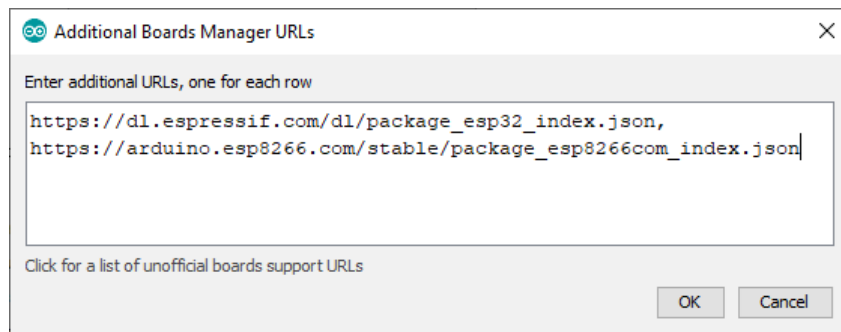 Additional Boards Manager URLs
Enter additional URLs, one for each row
https://dl.espressif.com/dl/package_esp32_index.json,
https://arduino.esp8266.com/stable/package_esp8266com_index.json
Click for a list of unofficial boards support URLs
OK Cancel